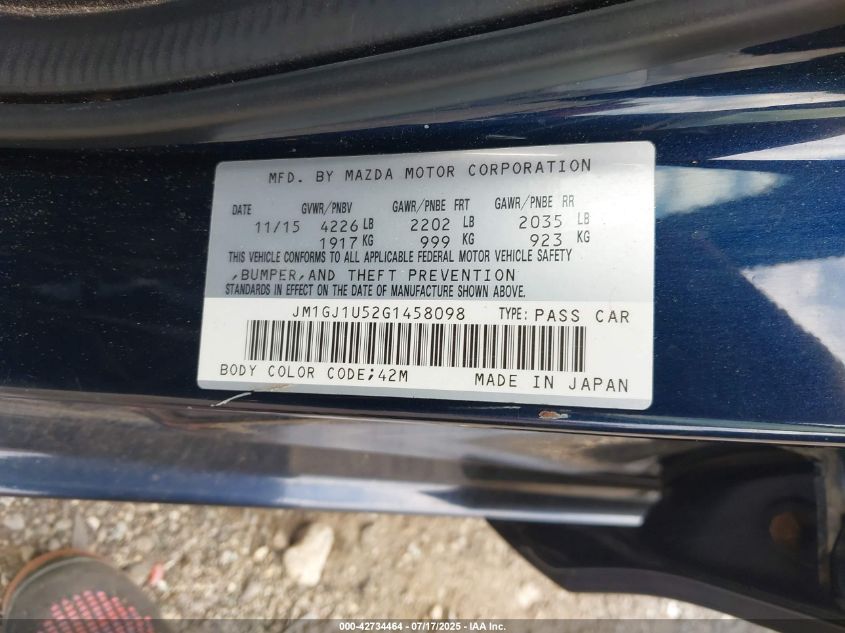 MFD. BY MAZDA MOTOR CORPORATION
DATE GVWR/PNBV GAWR/PNBE FRT GAWR/PNBE RR
11/15 4226 LB 2202 LB 2035 LB
1917 KG 999 KG 923 KG
THIS VEHICLE CONFORMS TO ALL APPLICABLE FEDERAL MOTOR VEHICLE SAFETY
,BUMPER,AND THEFT PREVENTION
STANDARDS IN EFFECT ON THE DATE OF MANUFACTURE SHOWN ABOVE.
JM1GJ1U52G1458098 TYPE: PASS CAR
BODY COLOR CODE;42M MADE IN JAPAN
000-42734464 - 07/17/2025 - IAA Inc.